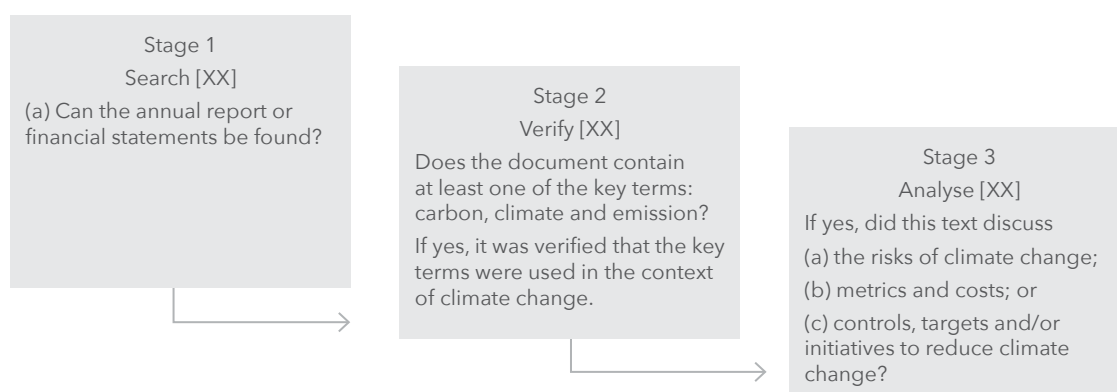 Stage 1
Search [XX]
(a) Can the annual report or
financial statements be found?
Stage 2
Verify [XX]
Does the document contain
at least one of the key terms:
carbon, climate and emission?
If yes, it was verified that the key
terms were used in the context
of climate change.
Stage 3
Analyse [XX]
If yes, did this text discuss
(a) the risks of climate change;
(b) metrics and costs; or
(c) controls, targets and/or
initiatives to reduce climate
change?